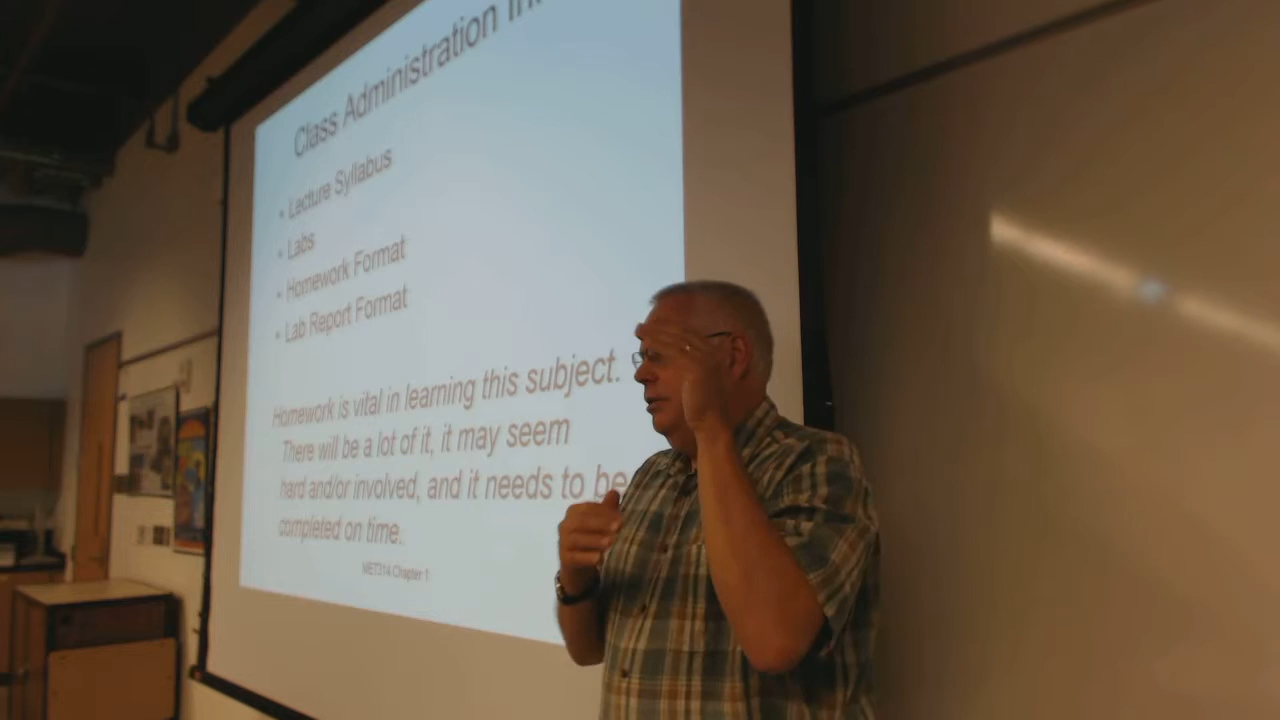 Class Administration
• Lecture Syllabus
• Labs
• Homework Format
• Lab Report Format
Homework is vital in learning this subject.
There will be a lot of it, it may seem
hard and/or involved, and it needs to be
completed on time.
MET314 Chapter 1